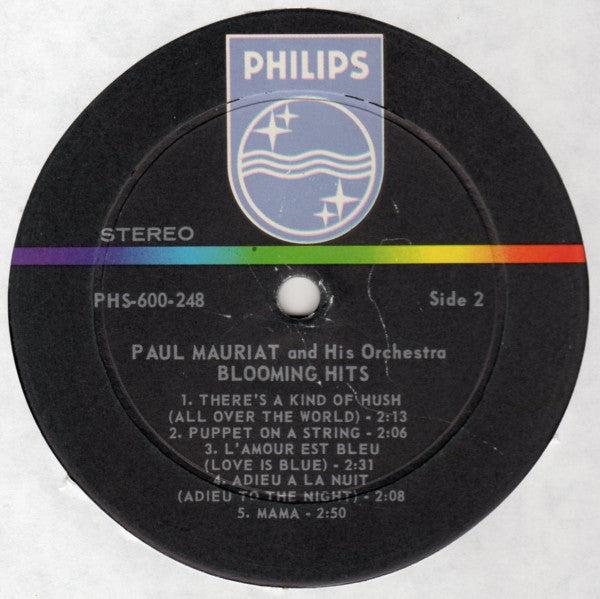 PHILIPS
STEREO
PHS-600-248 Side 2
PAUL MAURIAT and His Orchestra
BLOOMING HITS
1. THERE'S A KIND OF HUSH
(ALL OVER THE WORLD) - 2:13
2. PUPPET ON A STRING - 2:06
3. L'AMOUR EST BLEU
(LOVE IS BLUE) - 2:31
4. ADIEU A LA NUIT
(ADIEU TO THE NIGHT) - 2:08
5. MAMA - 2:50